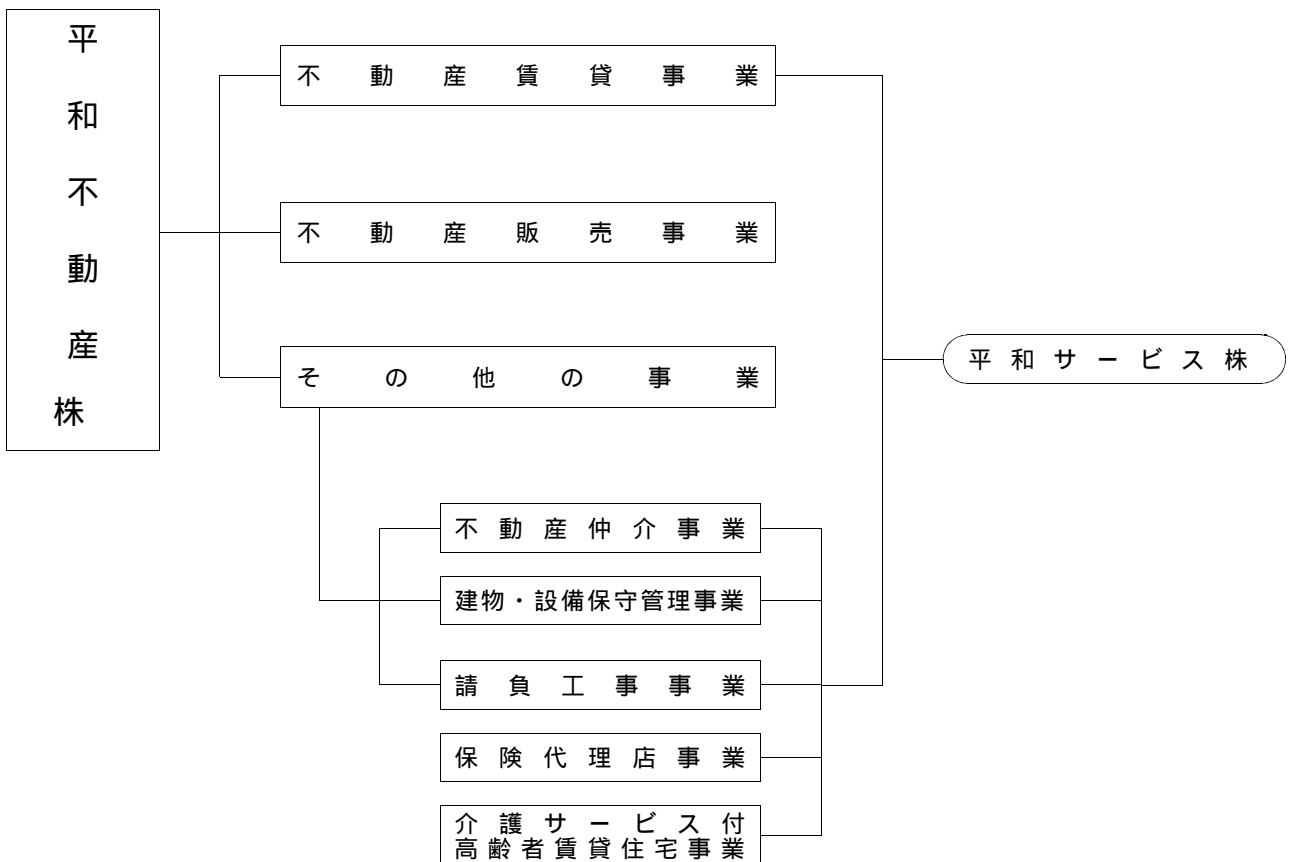 平和不動産株
不動産賃貸事業
不動産販売事業
その他の事業
平和サービス株
不動産仲介事業
建物・設備保守管理事業
請負工事事業
保険代理店事業
介護サービス付
高齢者賃貸住宅事業